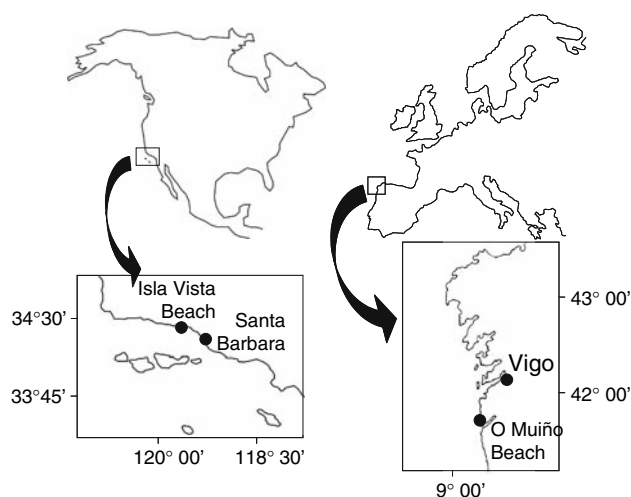 Isla Vista
Beach
Santa
Barbara
34° 30'
33° 45'
120° 00'
118° 30'
43° 00'
Vigo
42° 00'
O Muiño
Beach
9° 00'